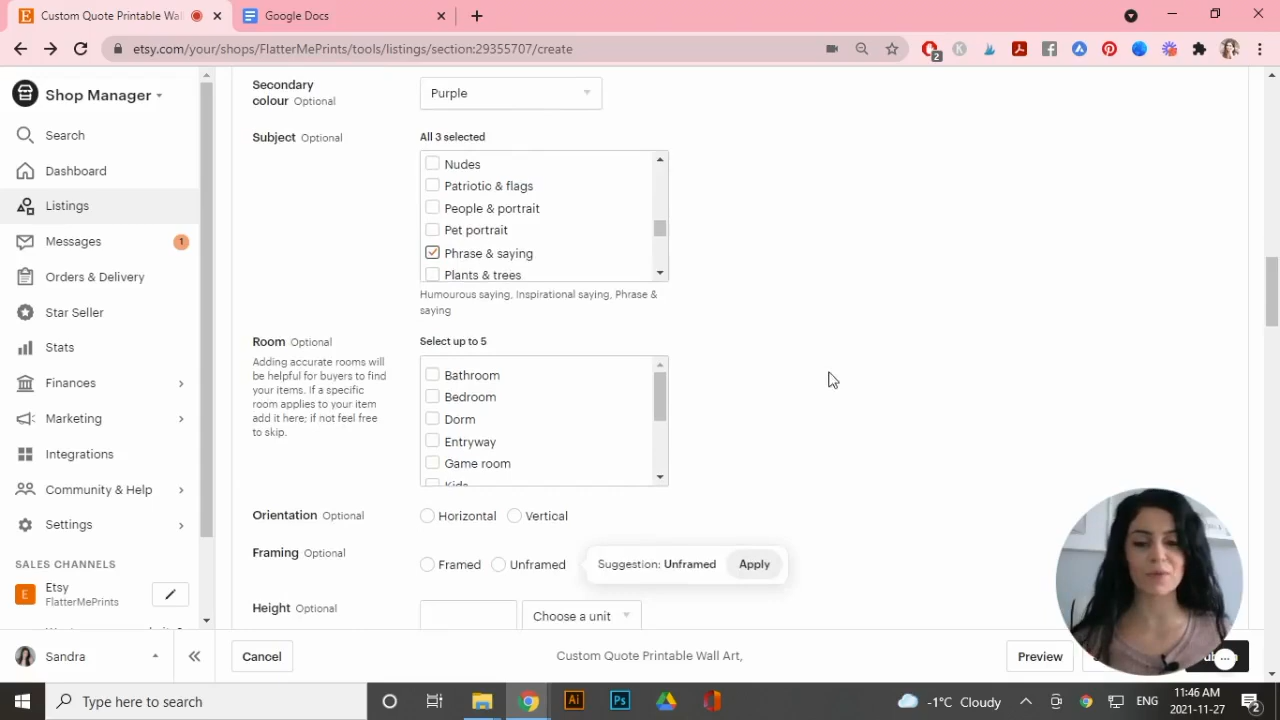 Custom Quote Printable Wall
Google Docs
etsy.com/your/shops/FlatterMePrints/tools/listings/section:29355707/create
2
Shop Manager
Search
Dashboard
Listings
Messages
1
Orders & Delivery
Star Seller
Stats
Finances
Marketing
Integrations
Community & Help
Settings
SALES CHANNELS
E
Etsy
FlatterMePrints
Sandra
Secondary
colour Optional
Purple
Subject Optional
All 3 selected
Nudes
Patriotic & flags
People & portrait
Pet portrait
Phrase & saying
Plants & trees
Humourous saying, Inspirational saying, Phrase &
saying
Room Optional
Adding accurate rooms will
be helpful for buyers to find
your items. If a specific
room applies to your item
add it here; if not feel free
to skip.
Select up to 5
Bathroom
Bedroom
Dorm
Entryway
Game room
Kids
Orientation Optional
Horizontal
Vertical
Framing Optional
Framed
Unframed
Suggestion: Unframed
Apply
Height Optional
Choose a unit
Cancel
Custom Quote Printable Wall Art,
Preview
Type here to search
Ai
Ps
-1°C Cloudy
ENG
11:46 AM
2021-11-27
2